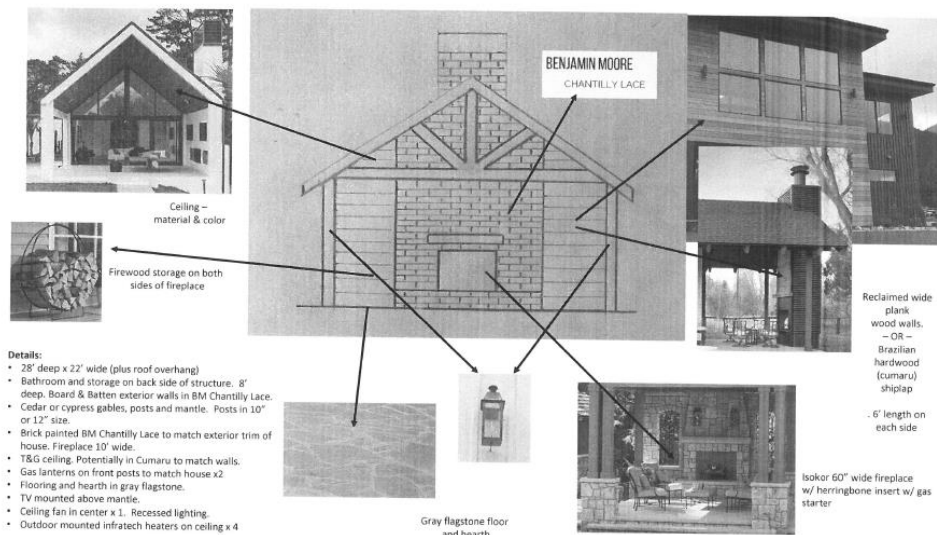 BENJAMIN MOORE
CHANTILLY LACE
Ceiling –
material & color
Firewood storage on both
sides of fireplace
Reclaimed wide
plank
wood walls.
– OR –
Brazilian
hardwood
(cumaru)
shiplap
. 6' length on
each side
Details:
• 28' deep x 22' wide (plus roof overhang)
• Bathroom and storage on back side of structure. 8'
deep. Board & Batten exterior walls in BM Chantilly Lace.
• Cedar or cypress gables, posts and mantle. Posts in 10"
or 12" size.
• Brick painted BM Chantilly Lace to match exterior trim of
house. Fireplace 10' wide.
• T&G ceiling. Potentially in Cumaru to match walls.
• Gas lanterns on front posts to match house x2
• Flooring and hearth in gray flagstone.
• TV mounted above mantle.
• Ceiling fan in center x 1. Recessed lighting.
• Outdoor mounted infratech heaters on ceiling x 4
Gray flagstone floor
and hearth
Isokor 60" wide fireplace
w/ herringbone insert w/ gas
starter